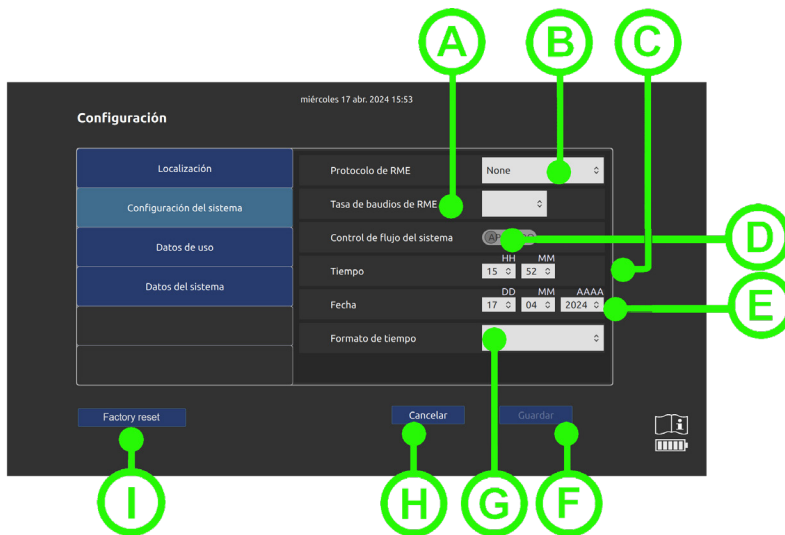 A B C
miércoles 17 abr. 2024 15:53
Configuración
Localización
Configuración del sistema
Datos de uso
Datos del sistema
Protocolo de RME None
Tasa de baudios de RME
Control de flujo del sistema
D
HH MM
Tiempo 15 52
DD MM AAAA
Fecha 17 04 2024
E
Formato de tiempo
Factory reset Cancelar Guardar
I H G F